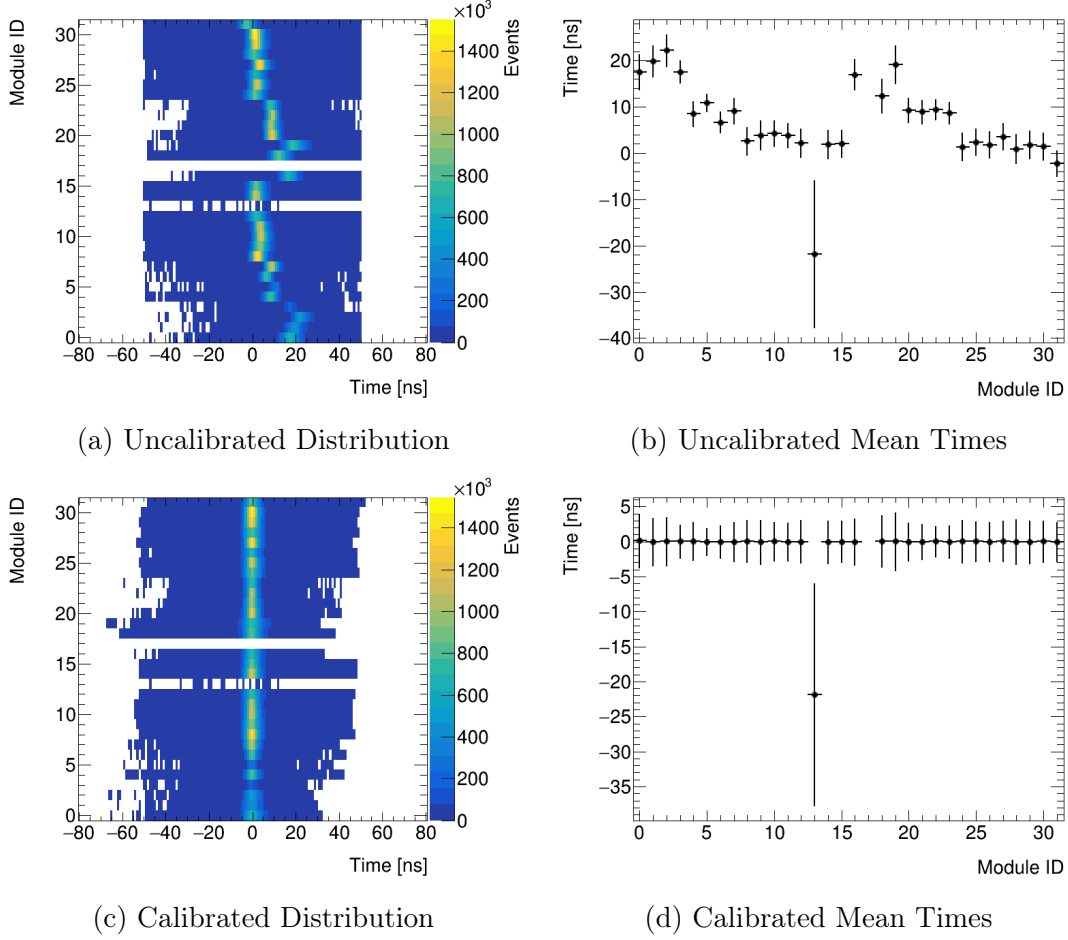 ×10³
Module ID
30
25
20
15
10
5
0
−80 −60 −40 −20 0 20 40 60 80
Time [ns]
1400
1200
1000
800
600
400
200
0
Events
Time [ns]
20
10
0
−10
−20
−30
−40
0 5 10 15 20 25 30
Module ID
(a) Uncalibrated Distribution
(b) Uncalibrated Mean Times
×10³
Module ID
30
25
20
15
10
5
0
−80 −60 −40 −20 0 20 40 60 80
Time [ns]
1400
1200
1000
800
600
400
200
0
Events
Time [ns]
5
0
−5
−10
−15
−20
−25
−30
−35
0 5 10 15 20 25 30
Module ID
(c) Calibrated Distribution
(d) Calibrated Mean Times